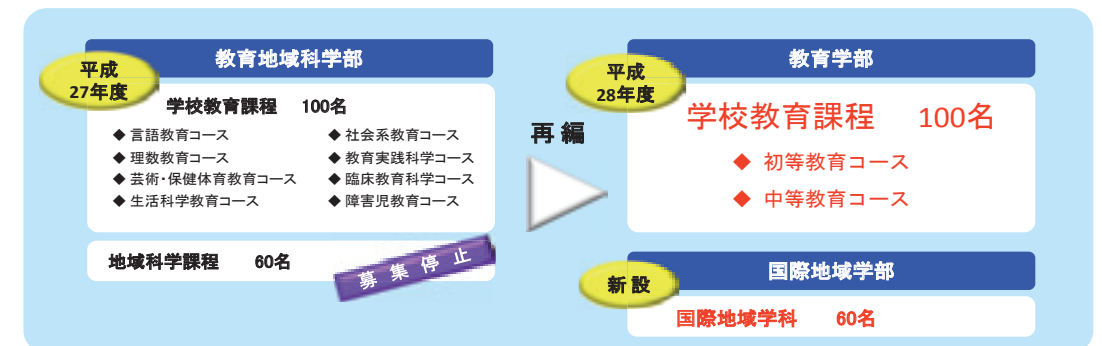 平成
27年度
教育地域科学部
学校教育課程 100名
◆ 言語教育コース
◆ 理数教育コース
◆ 芸術・保健体育教育コース
◆ 生活科学教育コース
◆ 社会系教育コース
◆ 教育実践科学コース
◆ 臨床教育科学コース
◆ 障害児教育コース
地域科学課程 60名
募集停止
再編
平成
28年度
教育学部
学校教育課程 100名
◆ 初等教育コース
◆ 中等教育コース
新設
国際地域学部
国際地域学科 60名